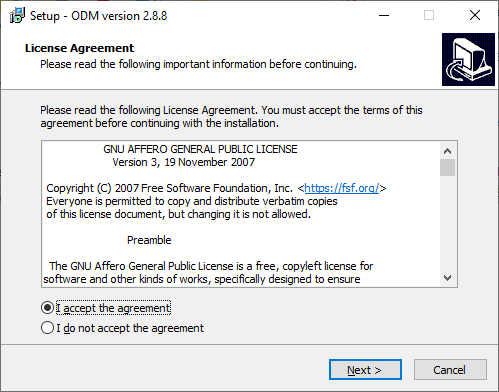 Setup - ODM version 2.8.8
License Agreement
Please read the following important information before continuing.
Please read the following License Agreement. You must accept the terms of this
agreement before continuing with the installation.
GNU AFFERO GENERAL PUBLIC LICENSE
Version 3, 19 November 2007
Copyright (C) 2007 Free Software Foundation, Inc. <https://fsf.org/>
Everyone is permitted to copy and distribute verbatim copies
of this license document, but changing it is not allowed.
Preamble
The GNU Affero General Public License is a free, copyleft license for
software and other kinds of works, specifically designed to ensure
I accept the agreement
I do not accept the agreement
Next >
Cancel